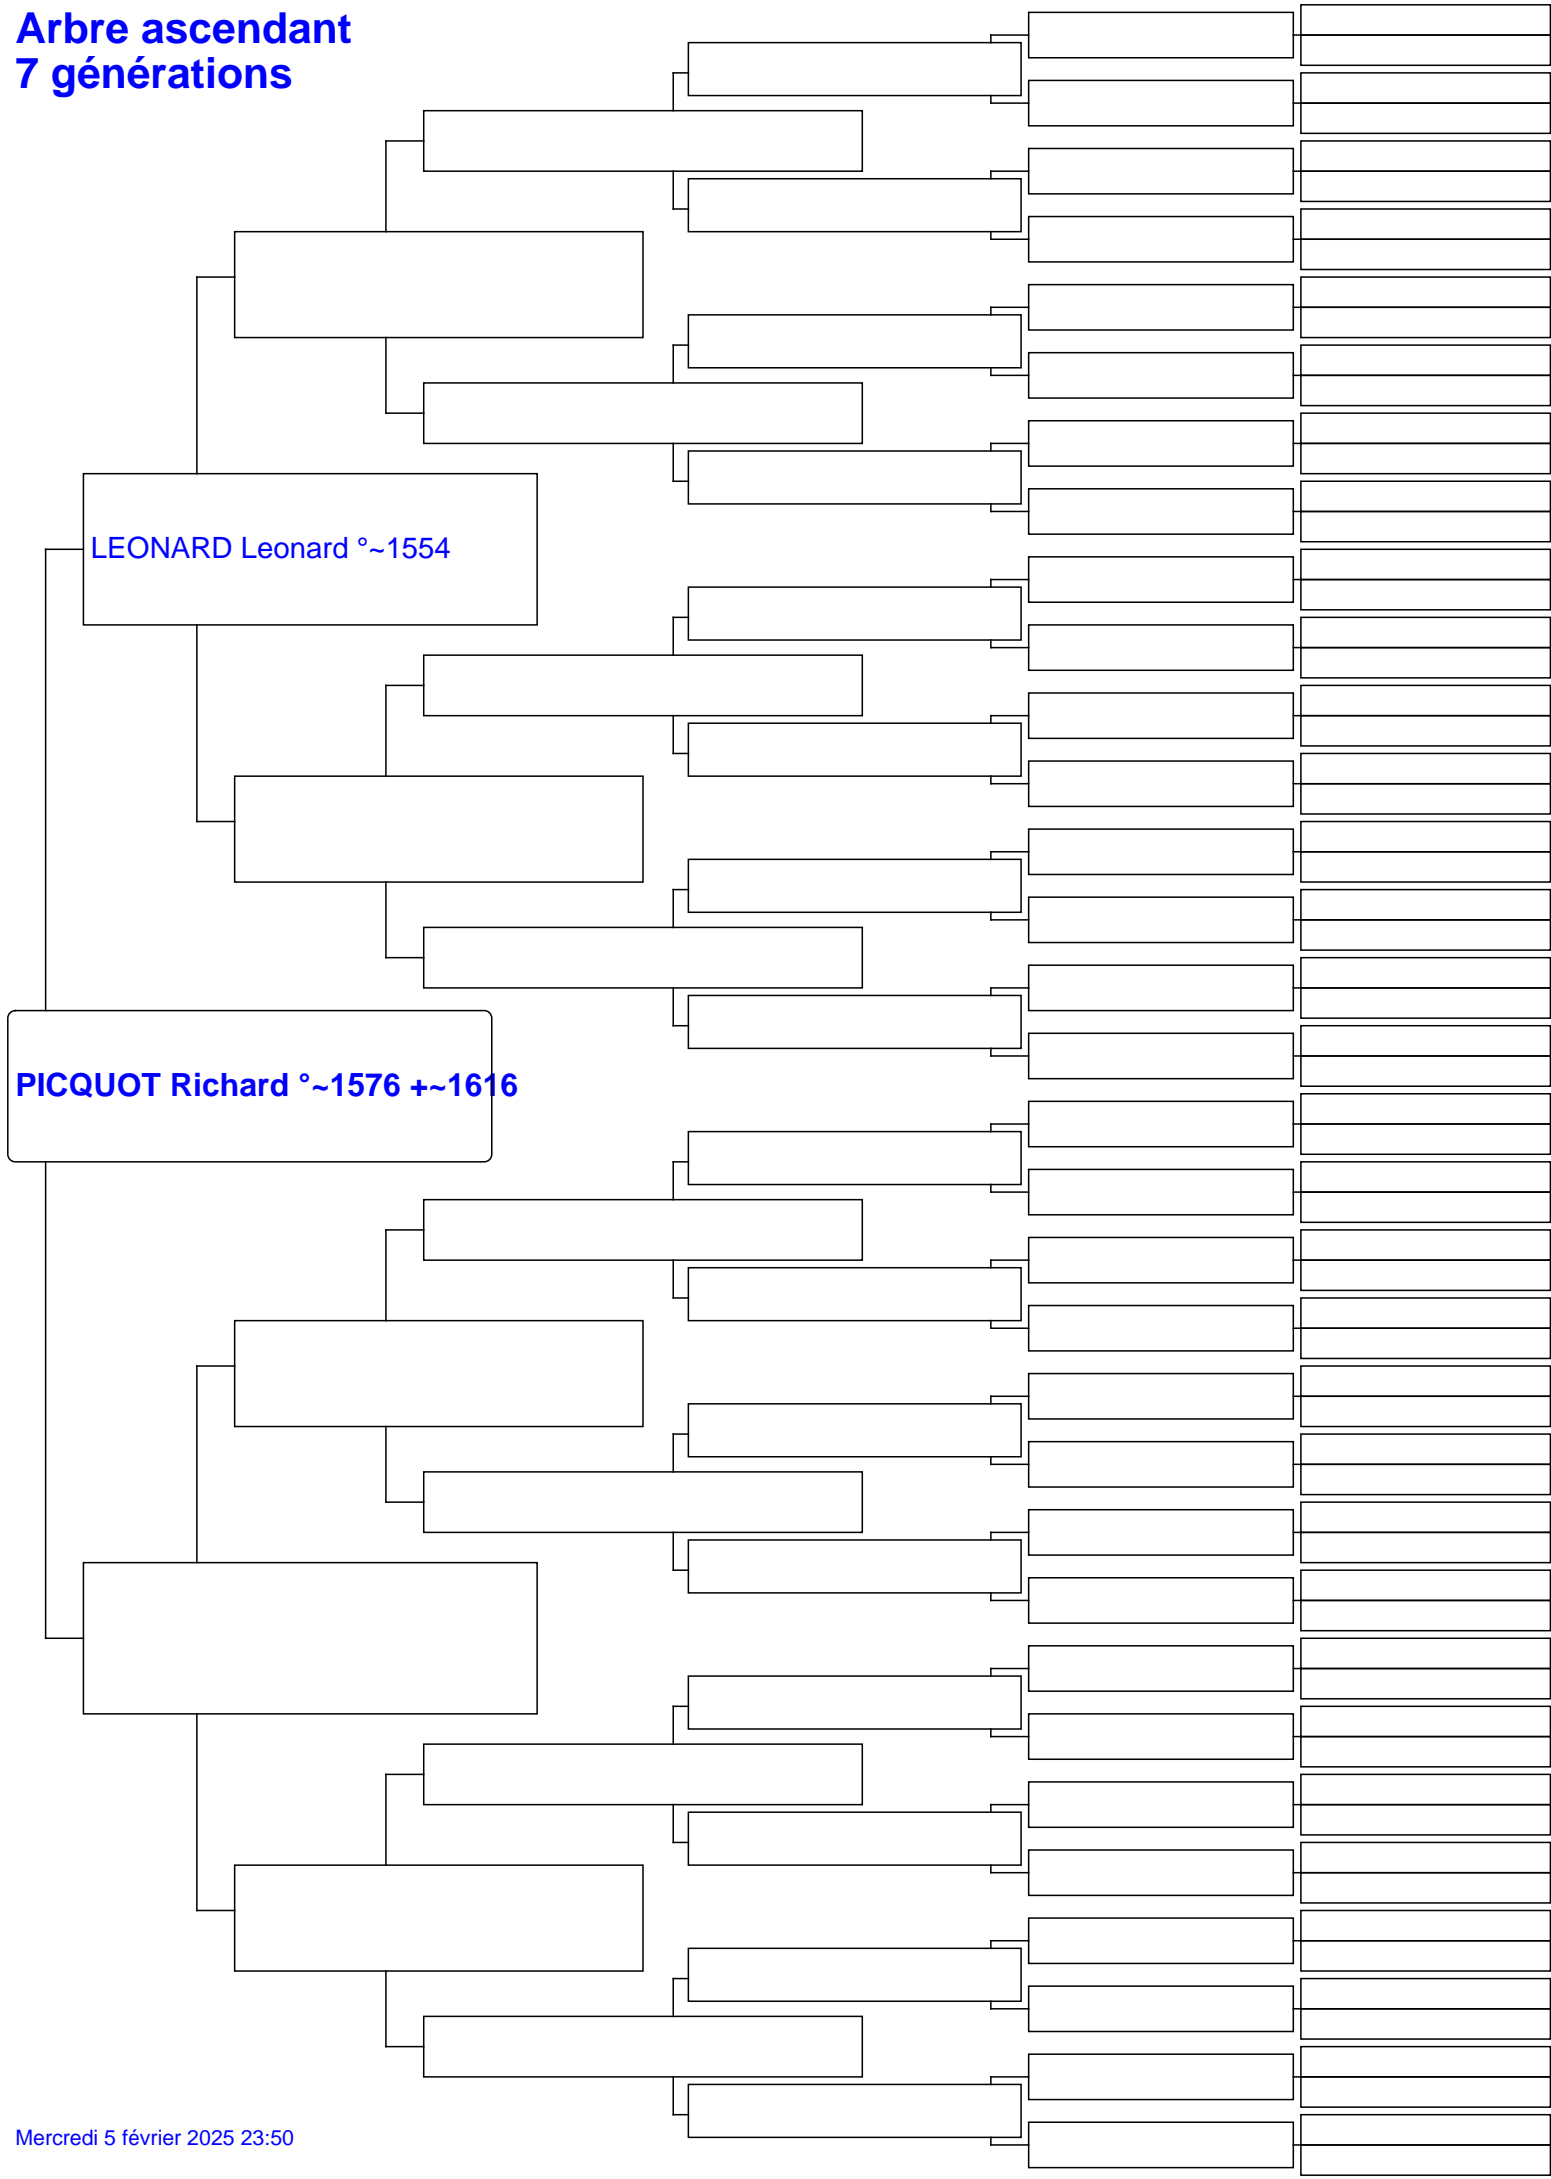 Arbre ascendant
7 générations
LEONARD Leonard °~1554
PICQUOT Richard °~1576 +~1616
Mercredi 5 février 2025 23:50